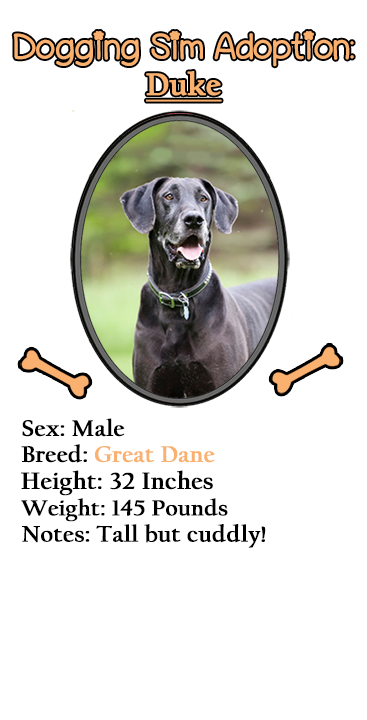 Dogging Sim Adoption:
Duke
Sex: Male
Breed: Great Dane
Height: 32 Inches
Weight: 145 Pounds
Notes: Tall but cuddly!